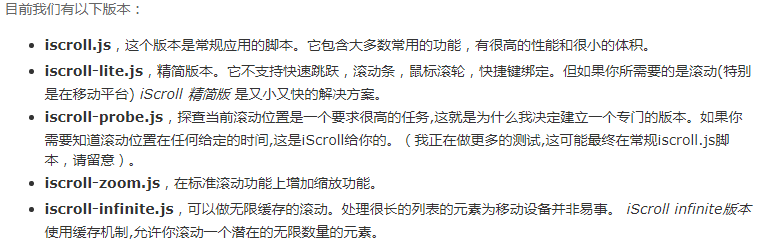 目前我们有以下版本：
iscroll.js，这个版本是常规应用的脚本。它包含大多数常用的功能，有很高的性能和很小的体积。
iscroll-lite.js，精简版本。它不支持快速跳跃，滚动条，鼠标滚轮，快捷键绑定。但如果你所需要的是滚动(特别
是在移动平台) iScroll 精简版 是又小又快的解决方案。
iscroll-probe.js，探查当前滚动位置是一个要求很高的任务,这就是为什么我决定建立一个专门的版本。如果你
需要知道滚动位置在任何给定的时间,这是iScroll给你的。（我正在做更多的测试,这可能最终在常规iscroll.js脚
本，请留意）。
iscroll-zoom.js，在标准滚动功能上增加缩放功能。
iscroll-infinite.js，可以做无限缓存的滚动。处理很长的列表的元素为移动设备并非易事。 iScroll infinite版本
使用缓存机制,允许你滚动一个潜在的无限数量的元素。